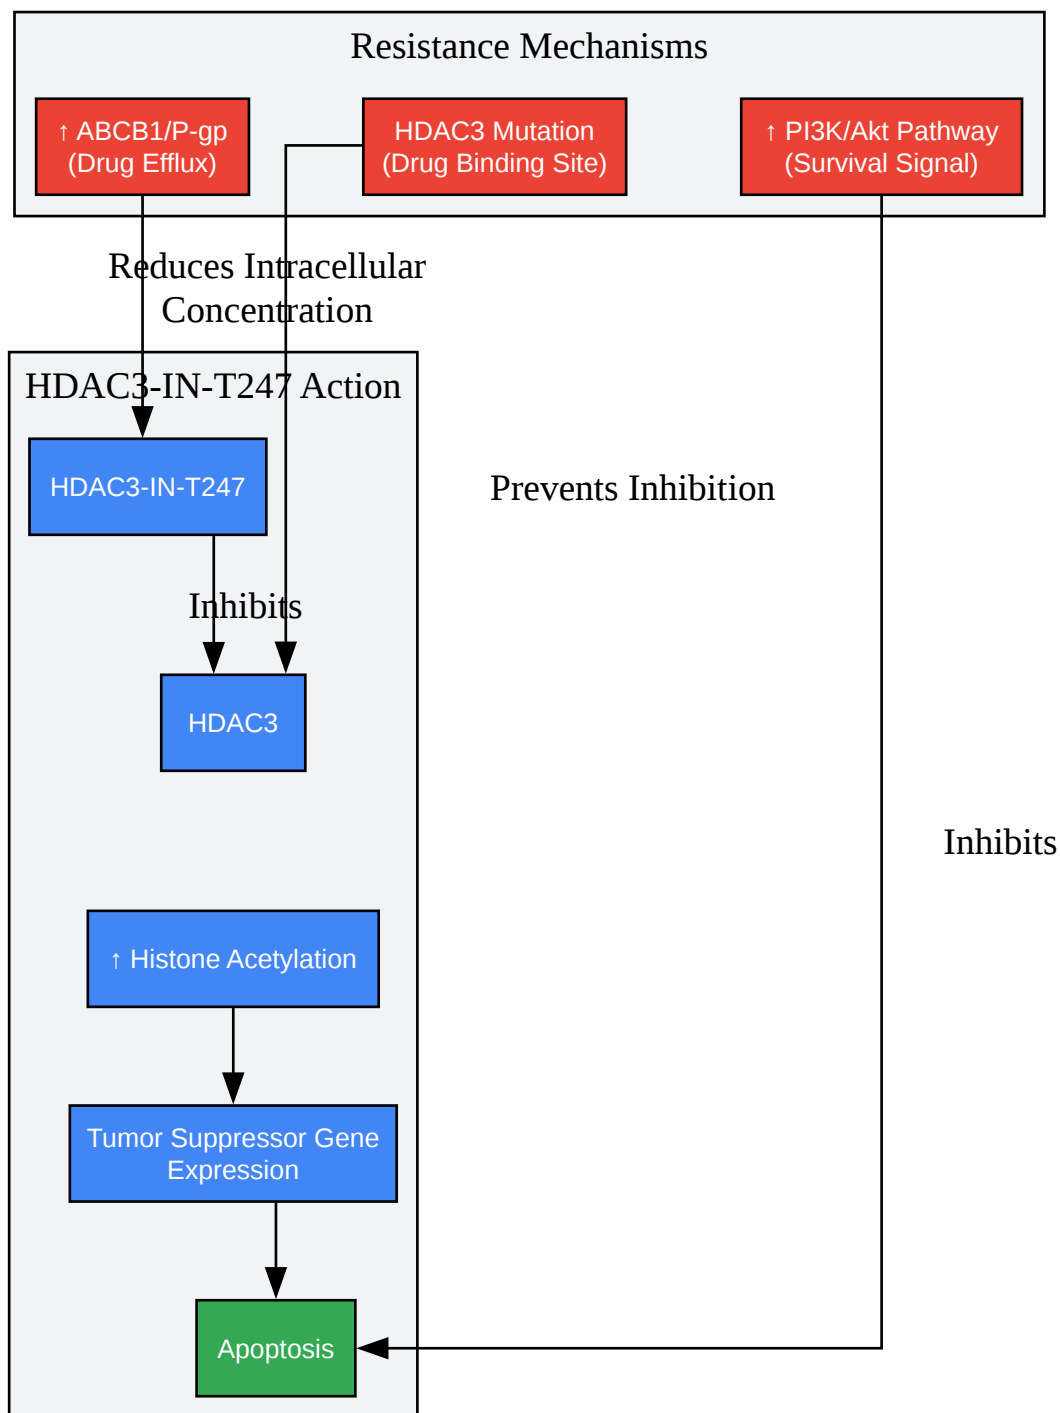 Resistance Mechanisms
↑ ABCB1/P-gp
(Drug Efflux)
HDAC3 Mutation
(Drug Binding Site)
↑ PI3K/Akt Pathway
(Survival Signal)
Reduces Intracellular
Concentration
HDAC3-IN-T247 Action
HDAC3-IN-T247
Prevents Inhibition
Inhibits
HDAC3
Inhibits
↑ Histone Acetylation
Tumor Suppressor Gene
Expression
Apoptosis